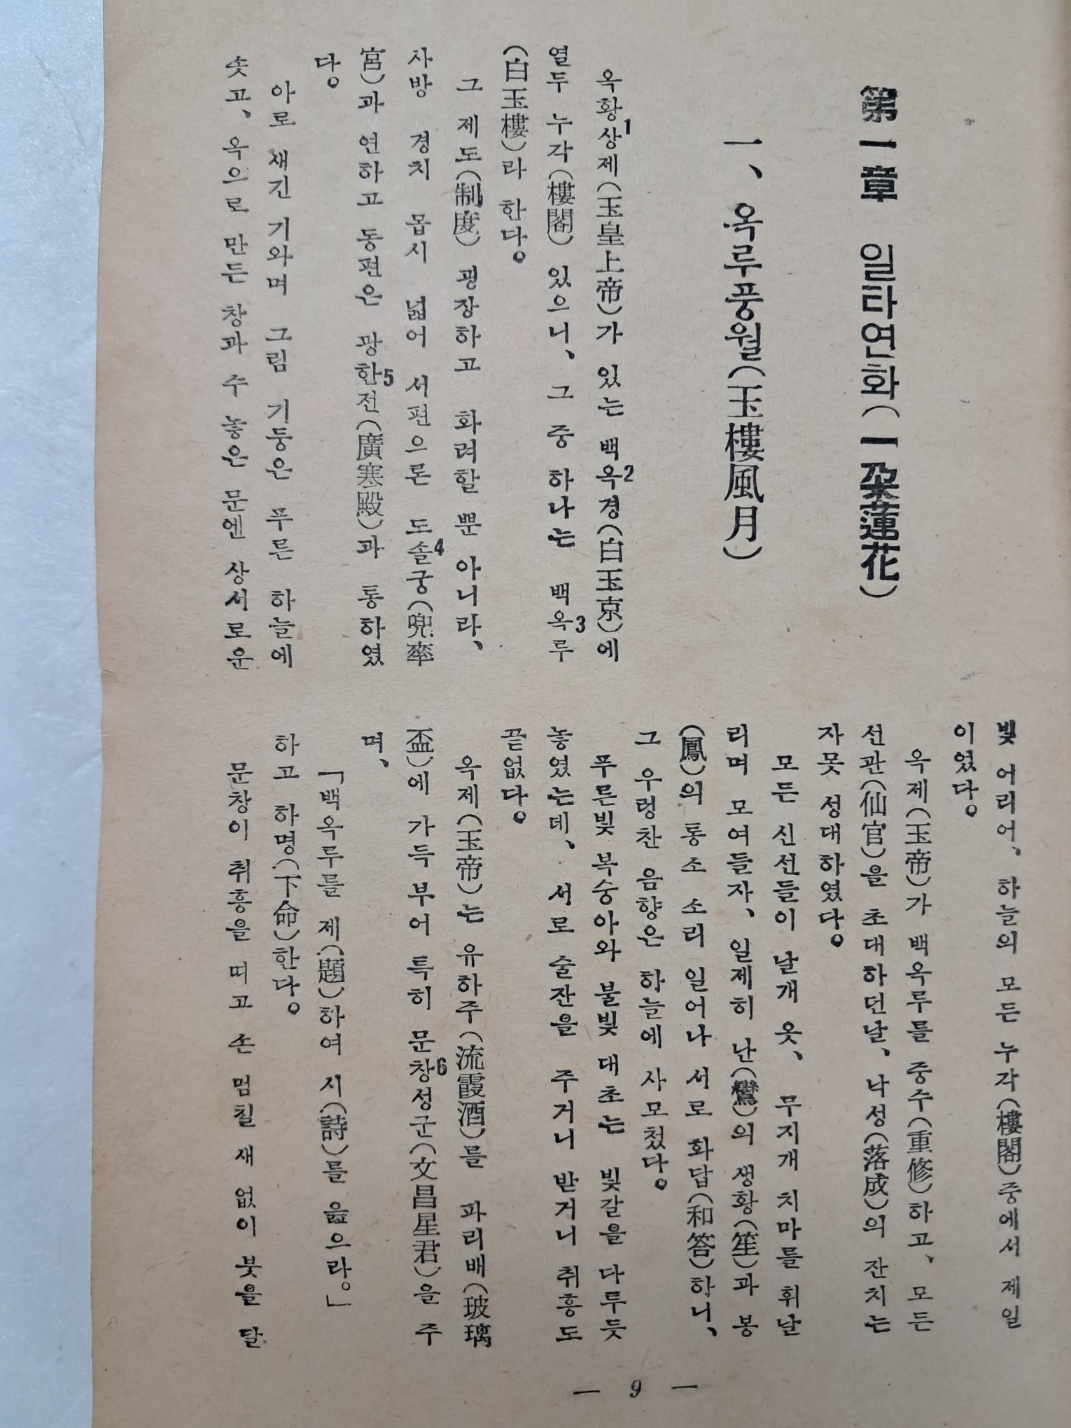 第一章 일타연화(一朶蓮花)
一、옥루풍월(玉樓風月)
옥황상1제(玉皇上帝)가 있는 백옥2경(白玉京)에
열두 누각(樓閣) 있으니、그 중 하나는 백옥3루
(白玉樓)라 한다。
그 제도(制度) 굉장하고 화려할 뿐 아니라、
사방 경치 몹시 넓어 서편으론 도솔4궁(兜率
宮)과 연하고 동편은 광한5전(廣寒殿)과 통하였
다。
아로 새긴 기와며 그림 기둥은 푸른 하늘에
솟고、옥으로 만든 창과 수 놓은 문엔 상서로운
빛 어리어、하늘의 모든 누각(樓閣)중에서 제일
이였다。
옥제(玉帝)가 백옥루를 중수(重修)하고、모든
선관(仙官)을 초대하던날、낙성(落成)의 잔치는
자못 성대하였다。
모든 신선들이 날개 옷、무지개 치마를 휘날
리며 모여들자、일제히 난(鸞)의 생황(笙)과 봉
(鳳)의 퉁소 소리 일어나 서로 화답(和答)하니、
그 우렁찬 음향은 하늘에 사모첬다。
푸른빛 복숭아와 불빛 대초는 빛갈을 다투듯
놓였는데、서로 술잔을 주거니 받거니 취흥도
끝없다。
옥제(玉帝)는 유하주(流霞酒)를 파리배(玻璃
盃)에 가득 부어 특히 문창6성군(文昌星君)을 주
며、
「백옥루를 제(題)하여 시(詩)를 읊으라。」
하고 하명(下命)한다。
문창이 취흥을 띠고 손 멈칠 새 없이 붓을 달
— 9 —